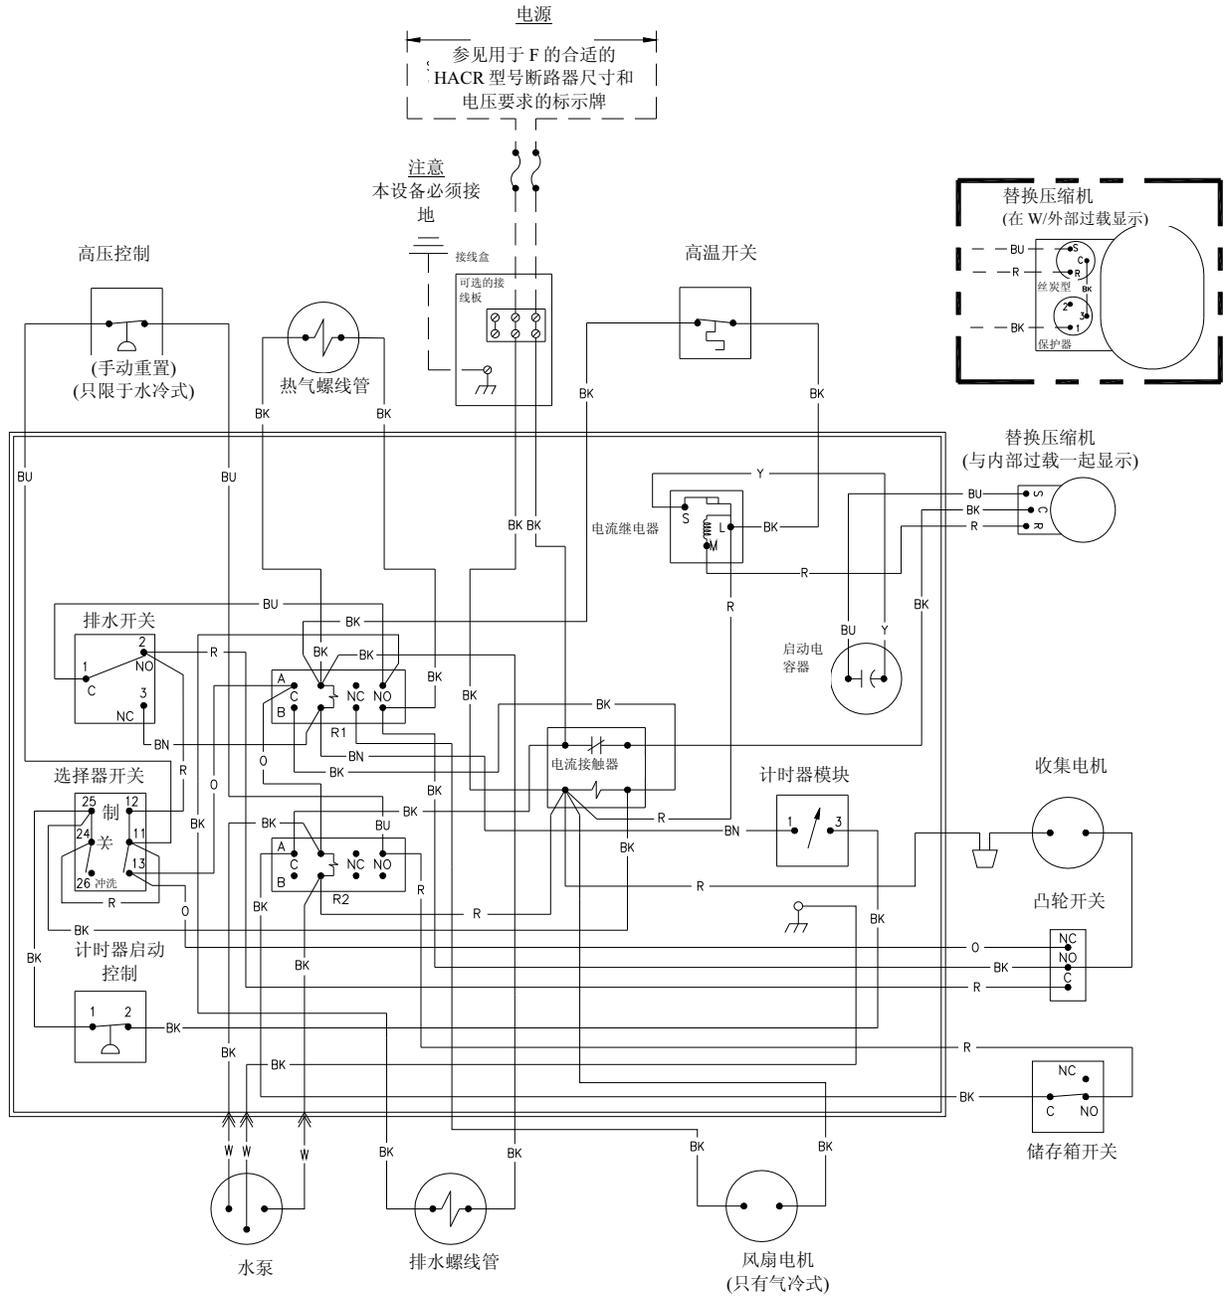 电源
参见用于 F 的合适的
HACR 型号断路器尺寸和
电压要求的标示牌
注意
本设备必须接
地
替换压缩机
(在 W/外部过载显示)
BU
S
C
R
R
丝炭型
BK
2
3
BK
1
保护器
高压控制
接线盒
高温开关
可选的接
线板
(手动重置)
(只限于水冷式)
热气螺线管
BK
BK
BK
BK
替换压缩机
(与内部过载一起显示)
BU
BU
Y
BU
S
BK
C
R
R
S
电流继电器
L
BK
M
BK
BK
R
BU
R
BK
BK
排水开关
2
R
NO
1
C
3
NC
BK
BK
BK
BU
Y
启动电
容器
A
C
NC
NO
B
R1
BK
BK
BN
BN
BK
O
R
O
电流接触器
选择器开关
计时器模块
收集电机
25
制
12
24
关
11
13
26
冲洗
R
BK
BK
BK
BK
BU
R
BN
1
3
A
C
NC
NO
B
R2
R
BK
R
BK
O
R
BK
凸轮开关
BK
BK
计时器启动
控制
BK
O
NC
BK
NO
R
C
1
2
BK
BK
BK
R
NC
BK
C
NO
储存箱开关
W
W
W
BK
BK
BK
BK
水泵
排水螺线管
风扇电机
(只有气冷式)